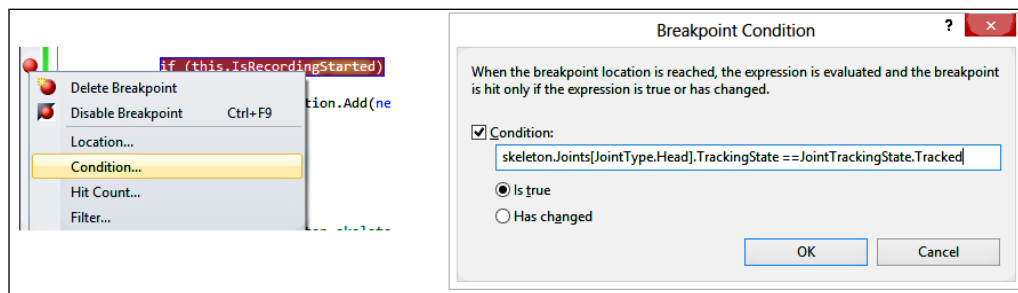 if (this.IsRecordingStarted)
Delete Breakpoint
tion.Add(ne
Disable Breakpoint Ctrl+F9
Location...
Condition...
Hit Count...
Filter...
Breakpoint Condition ? ×
When the breakpoint location is reached, the expression is evaluated and the breakpoint
is hit only if the expression is true or has changed.
Condition:
skeleton.Joints[JointType.Head].TrackingState ==JointTrackingState.Tracked
Is true
Has changed
OK Cancel